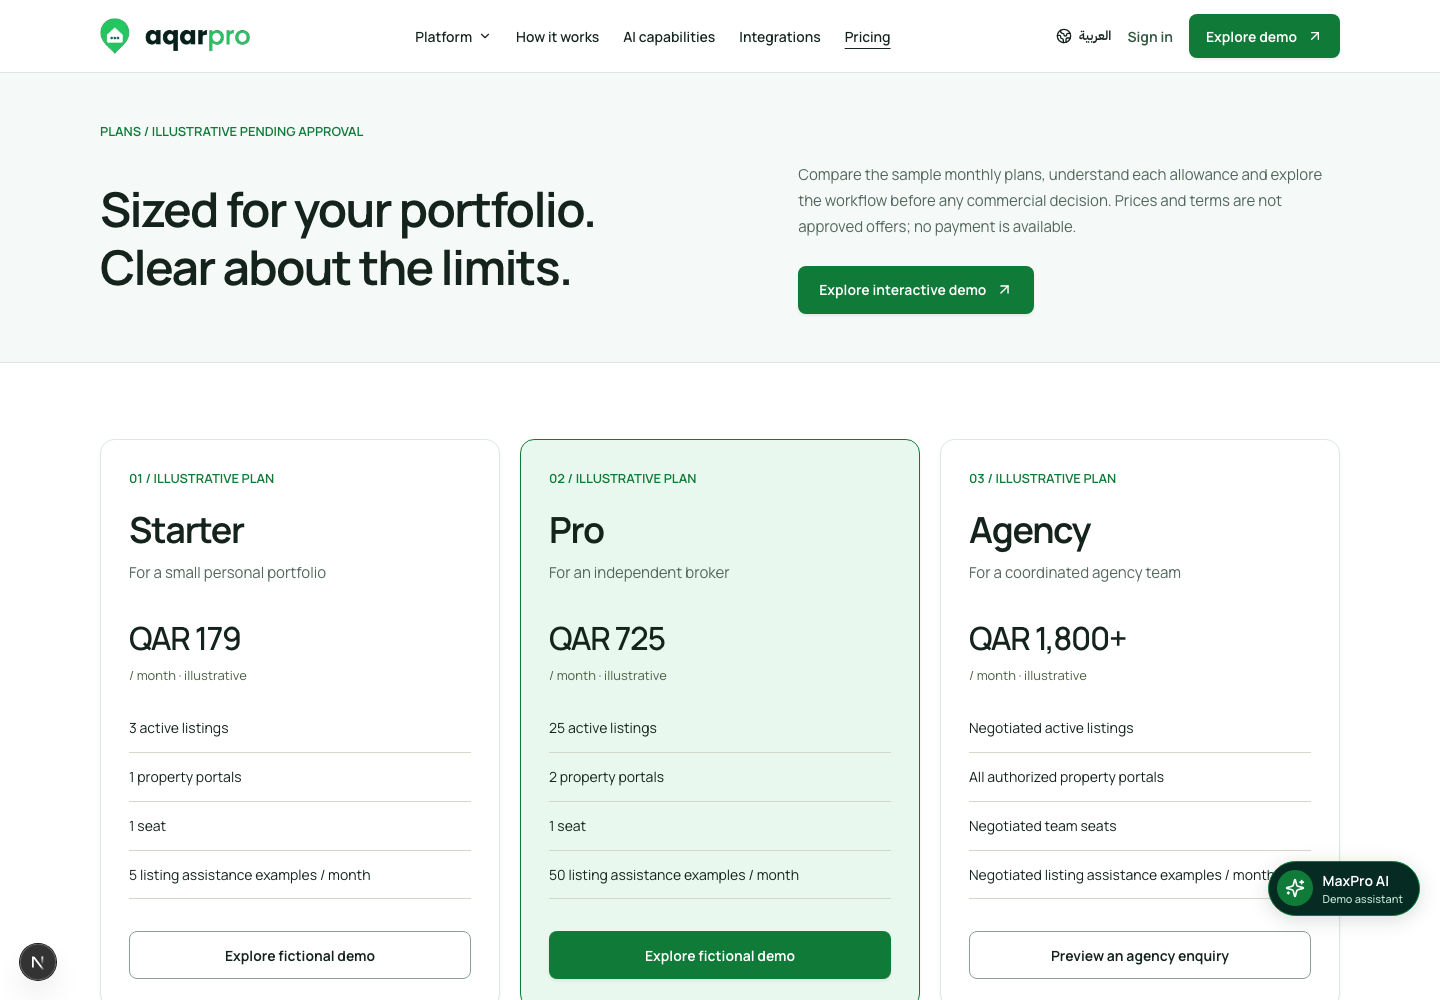 aqarpro
Platform
How it works
AI capabilities
Integrations
Pricing
العربية
Sign in
Explore demo
PLANS / ILLUSTRATIVE PENDING APPROVAL
Sized for your portfolio.
Clear about the limits.
Compare the sample monthly plans, understand each allowance and explore
the workflow before any commercial decision. Prices and terms are not
approved offers; no payment is available.
Explore interactive demo
01 / ILLUSTRATIVE PLAN
Starter
For a small personal portfolio
QAR 179
/ month · illustrative
3 active listings
1 property portals
1 seat
5 listing assistance examples / month
Explore fictional demo
02 / ILLUSTRATIVE PLAN
Pro
For an independent broker
QAR 725
/ month · illustrative
25 active listings
2 property portals
1 seat
50 listing assistance examples / month
Explore fictional demo
03 / ILLUSTRATIVE PLAN
Agency
For a coordinated agency team
QAR 1,800+
/ month · illustrative
Negotiated active listings
All authorized property portals
Negotiated team seats
Negotiated listing assistance examples / month
Preview an agency enquiry
MaxPro AI
Demo assistant
N